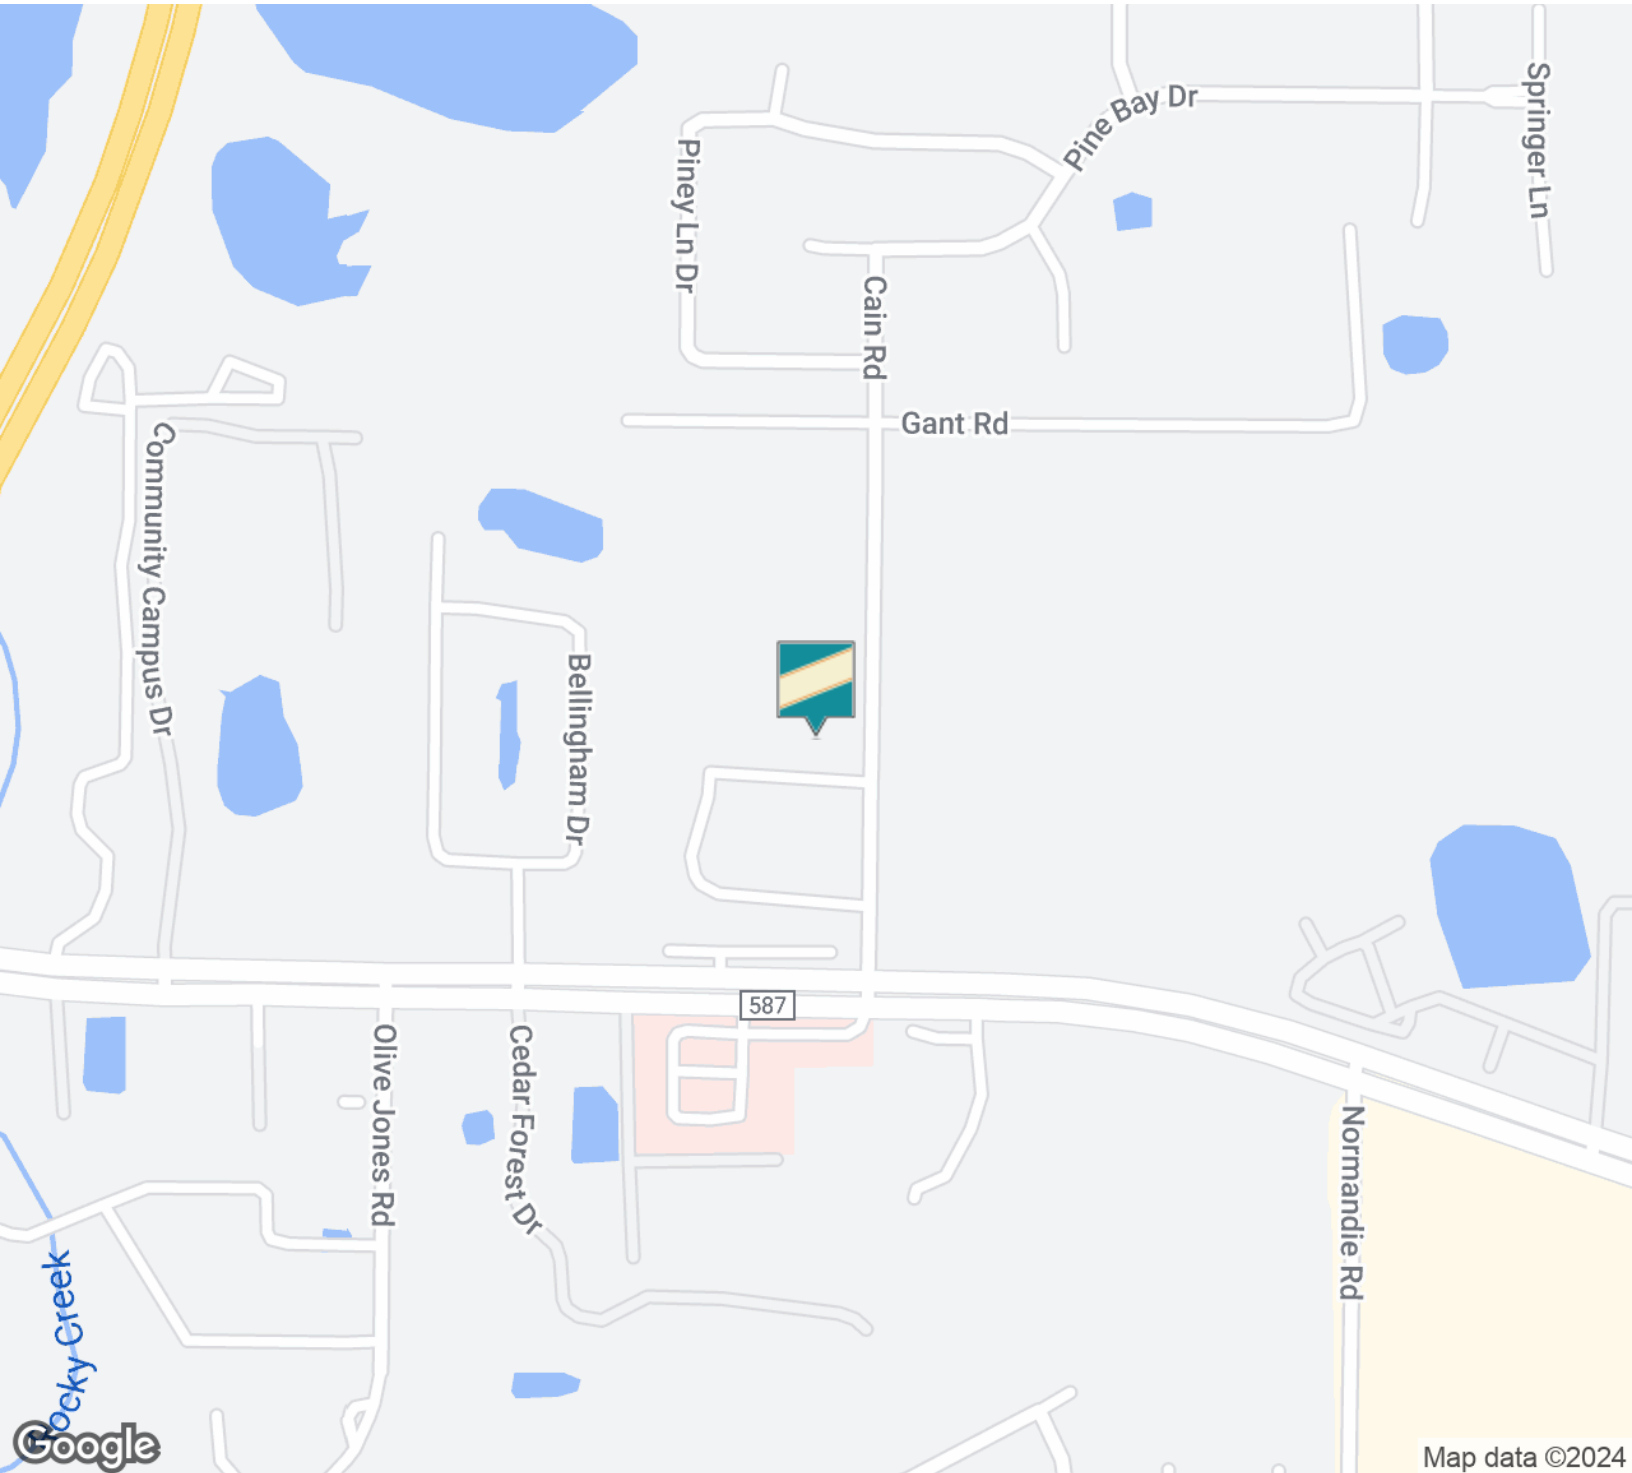 Springer Ln
Pine Bay Dr
Piney Ln Dr
Cain Rd
Gant Rd
Community Campus Dr
Bellingham Dr
587
Olive Jones Rd
Cedar Forest Dr
Normandie Rd
Rocky Creek
Google
Map data ©2024